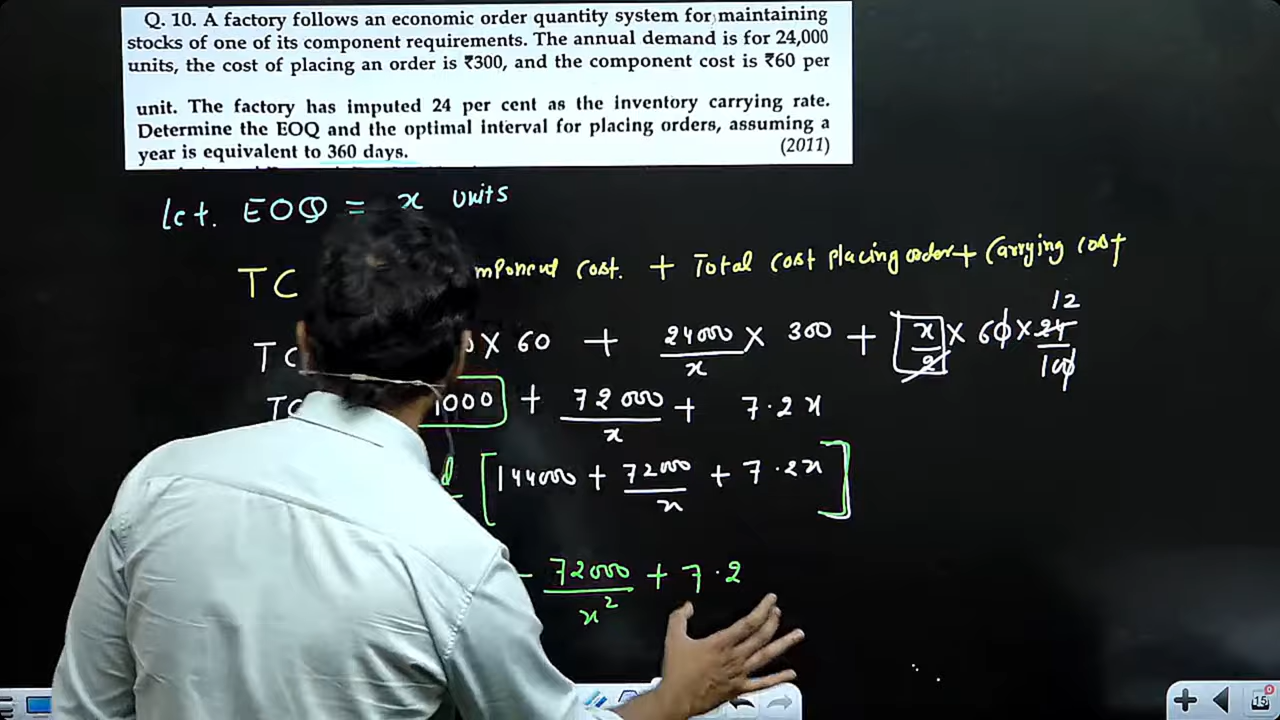 Q. 10. A factory follows an economic order quantity system for maintaining
stocks of one of its component requirements. The annual demand is for 24,000
units, the cost of placing an order is ₹300, and the component cost is ₹60 per
unit. The factory has imputed 24 per cent as the inventory carrying rate.
Determine the EOQ and the optimal interval for placing orders, assuming a
year is equivalent to 360 days. (2011)
let. EOQ = x units
TC mponent cost. + Total cost placing order + Carrying cost
TC × 60 + 24000/x × 300 + x/2 × 60 × 24/100 12
TC 1000 + 72000/x + 7.2x
d [144000 + 72000/x + 7.2x]
- 72000/x² + 7.2
15